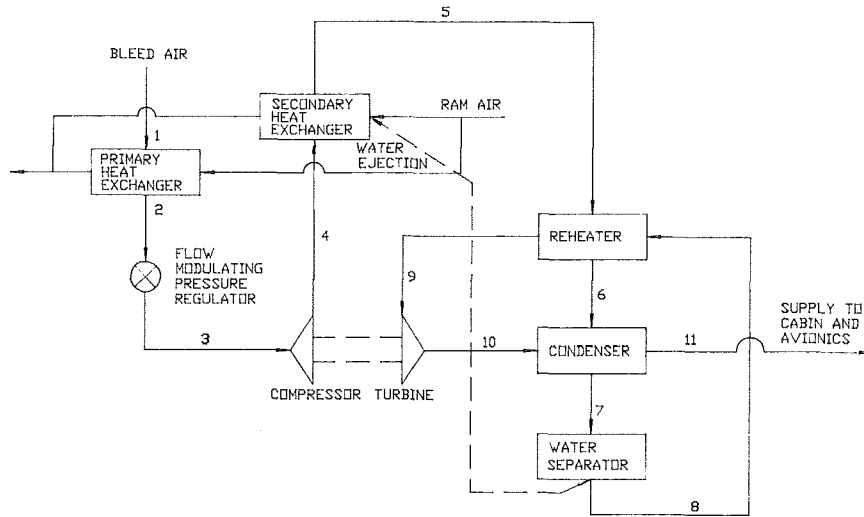 5
BLEED AIR
SECONDARY
HEAT
EXCHANGER
RAM AIR
1
PRIMARY
HEAT
EXCHANGER
WATER
EJECTION
2
4
REHEATER
FLOW
MODULATING
PRESSURE
REGULATOR
9
6
SUPPLY TO
CABIN AND
AVIONICS
3
10
CONDENSER
11
COMPRESSOR
TURBINE
7
WATER
SEPARATOR
8